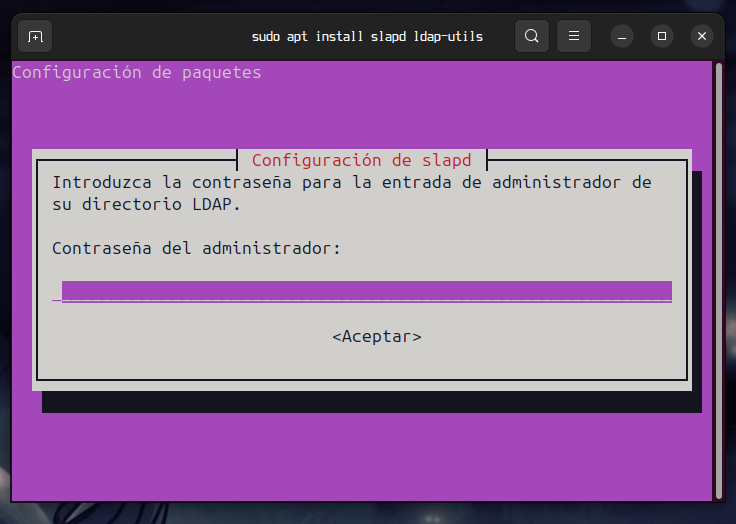 sudo apt install slapd ldap-utils
Configuración de paquetes
Configuración de slapd
Introduzca la contraseña para la entrada de administrador de
su directorio LDAP.
Contraseña del administrador:
<Aceptar>